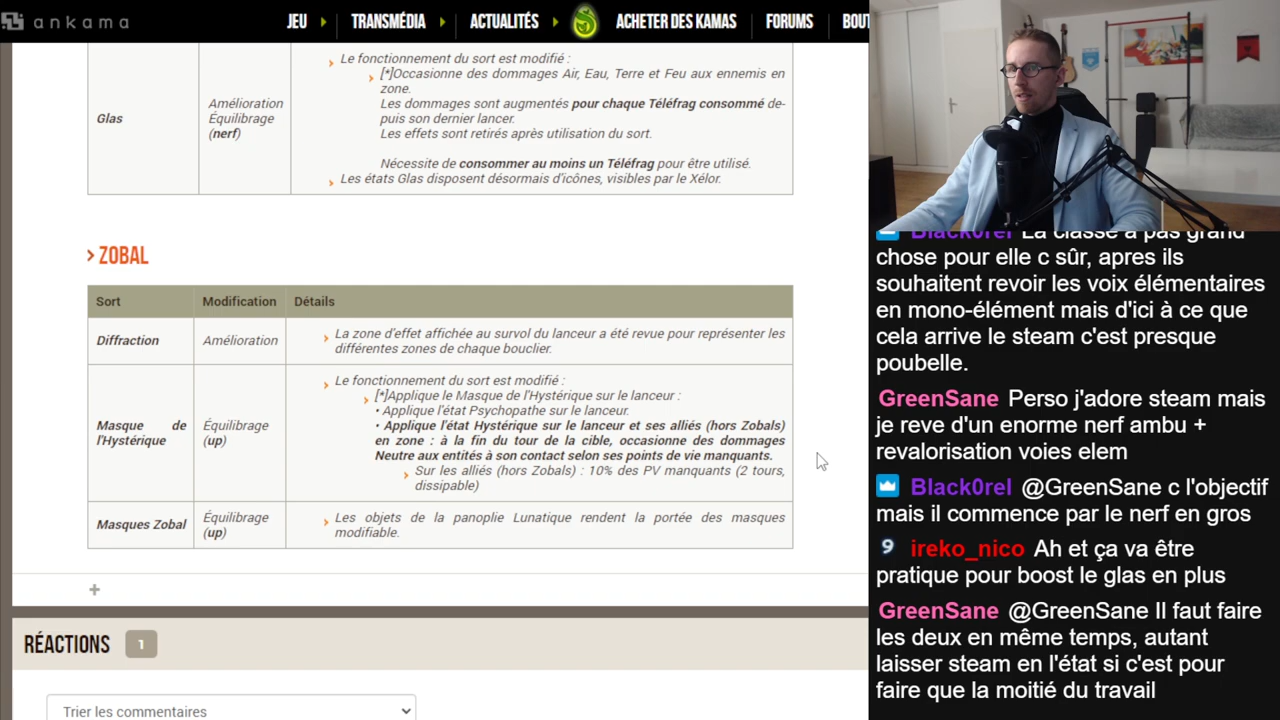 ankama
JEU
TRANSMÉDIA
ACTUALITÉS
ACHETER DES KAMAS
FORUMS
BOUT
Le fonctionnement du sort est modifié :
[*]Occasionne des dommages Air, Eau, Terre et Feu aux ennemis en
zone.
Les dommages sont augmentés pour chaque Téléfrag consommé de-
puis son dernier lancer.
Les effets sont retirés après utilisation du sort.
Glas
Amélioration
Équilibrage
(nerf)
Nécessite de consommer au moins un Téléfrag pour être utilisé.
Les états Glas disposent désormais d'icônes, visibles par le Xélor.
ZOBAL
Sort
Modification
Détails
Diffraction
Amélioration
La zone d'effet affichée au survol du lanceur a été revue pour représenter les
différentes zones de chaque bouclier.
Masque de
l'Hystérique
Équilibrage
(up)
Le fonctionnement du sort est modifié :
[*]Applique le Masque de l'Hystérique sur le lanceur :
• Applique l'état Psychopathe sur le lanceur.
• Applique l'état Hystérique sur le lanceur et ses alliés (hors Zobals)
en zone : à la fin du tour de la cible, occasionne des dommages
Neutre aux entités à son contact selon ses points de vie manquants.
Sur les alliés (hors Zobals) : 10% des PV manquants (2 tours,
dissipable)
Masques Zobal
Équilibrage
(up)
Les objets de la panoplie Lunatique rendent la portée des masques
modifiable.
+
RÉACTIONS
1
Trier les commentaires
Black0rel La classe a pas grand
chose pour elle c sûr, apres ils
souhaitent revoir les voix élémentaires
en mono-élément mais d'ici à ce que
cela arrive le steam c'est presque
poubelle.
GreenSane Perso j'adore steam mais
je reve d'un enorme nerf ambu +
revalorisation voies elem
Black0rel @GreenSane c l'objectif
mais il commence par le nerf en gros
9 ireko_nico Ah et ça va être
pratique pour boost le glas en plus
GreenSane @GreenSane Il faut faire
les deux en même temps, autant
laisser steam en l'état si c'est pour
faire que la moitié du travail